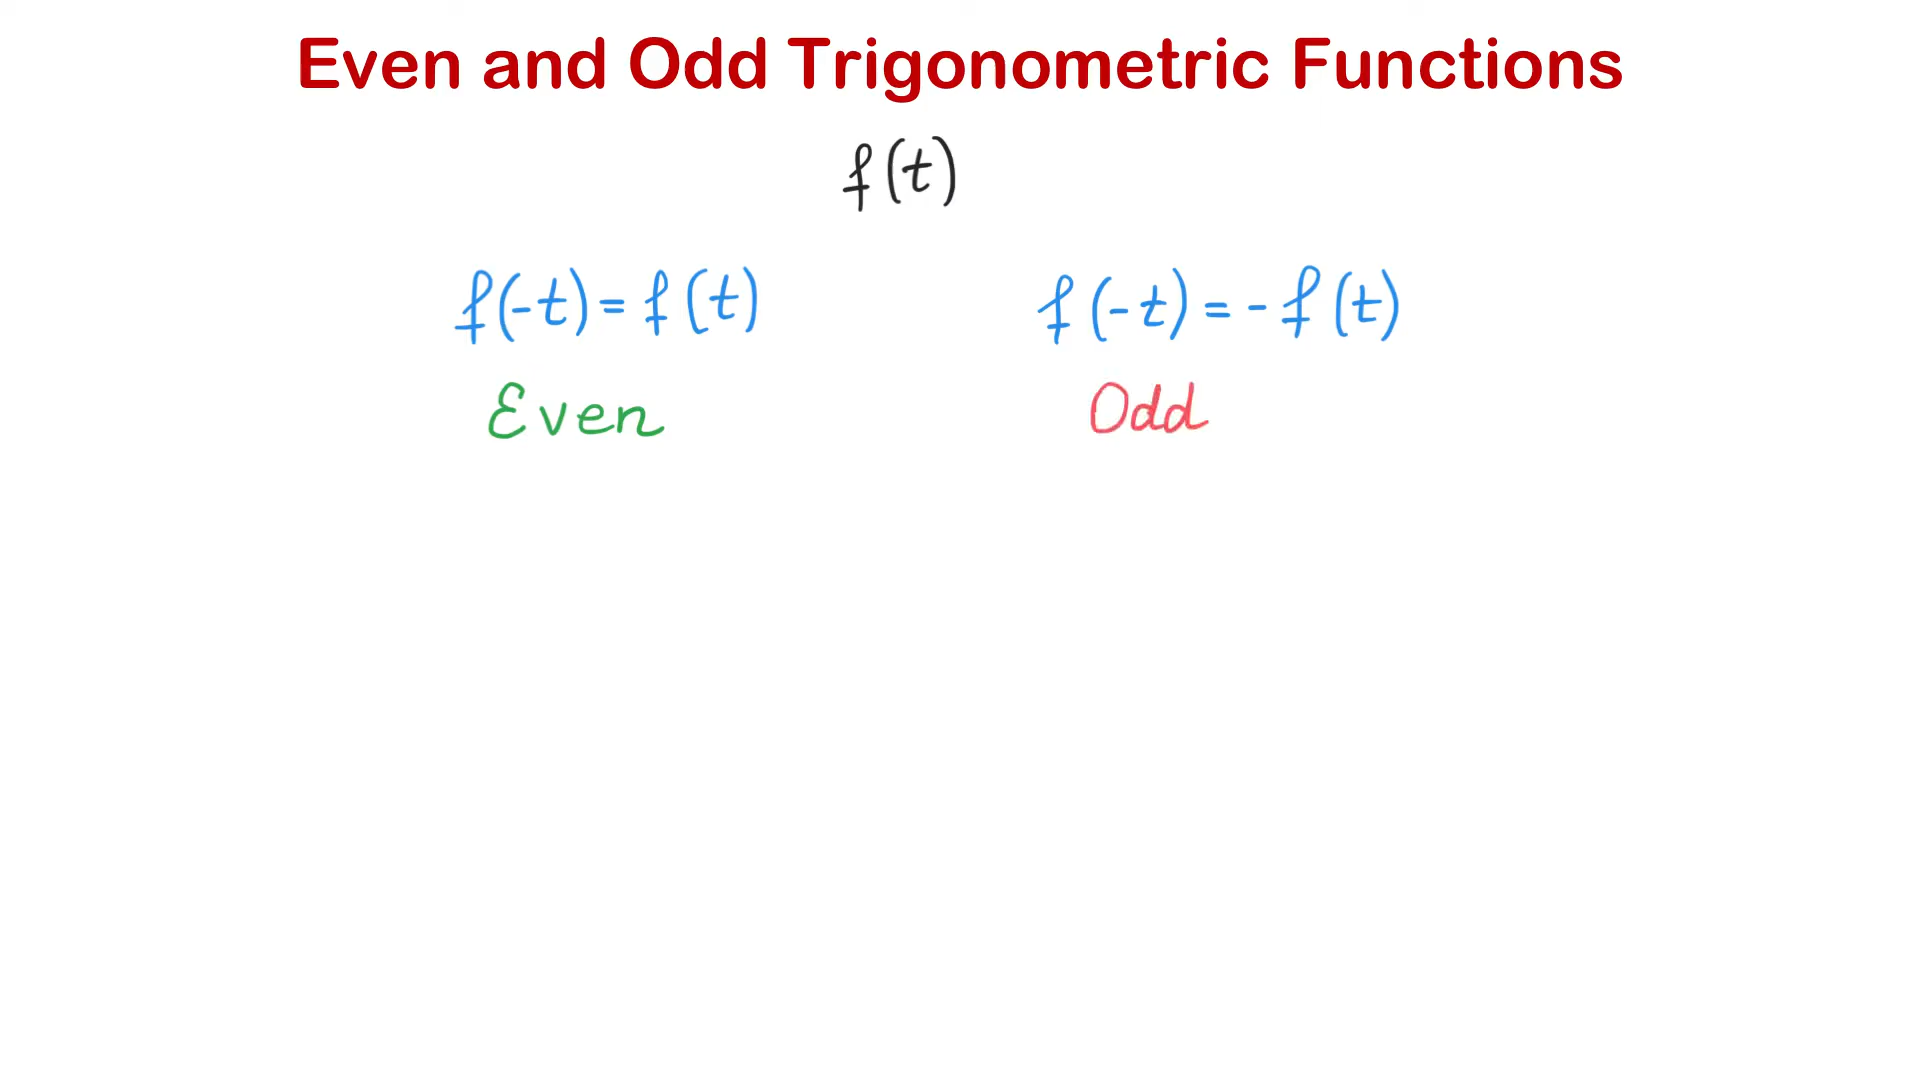 Even and Odd Trigonometric Functions
f(t)
f(-t) = f(t)
f(-t) = -f(t)
Even
Odd